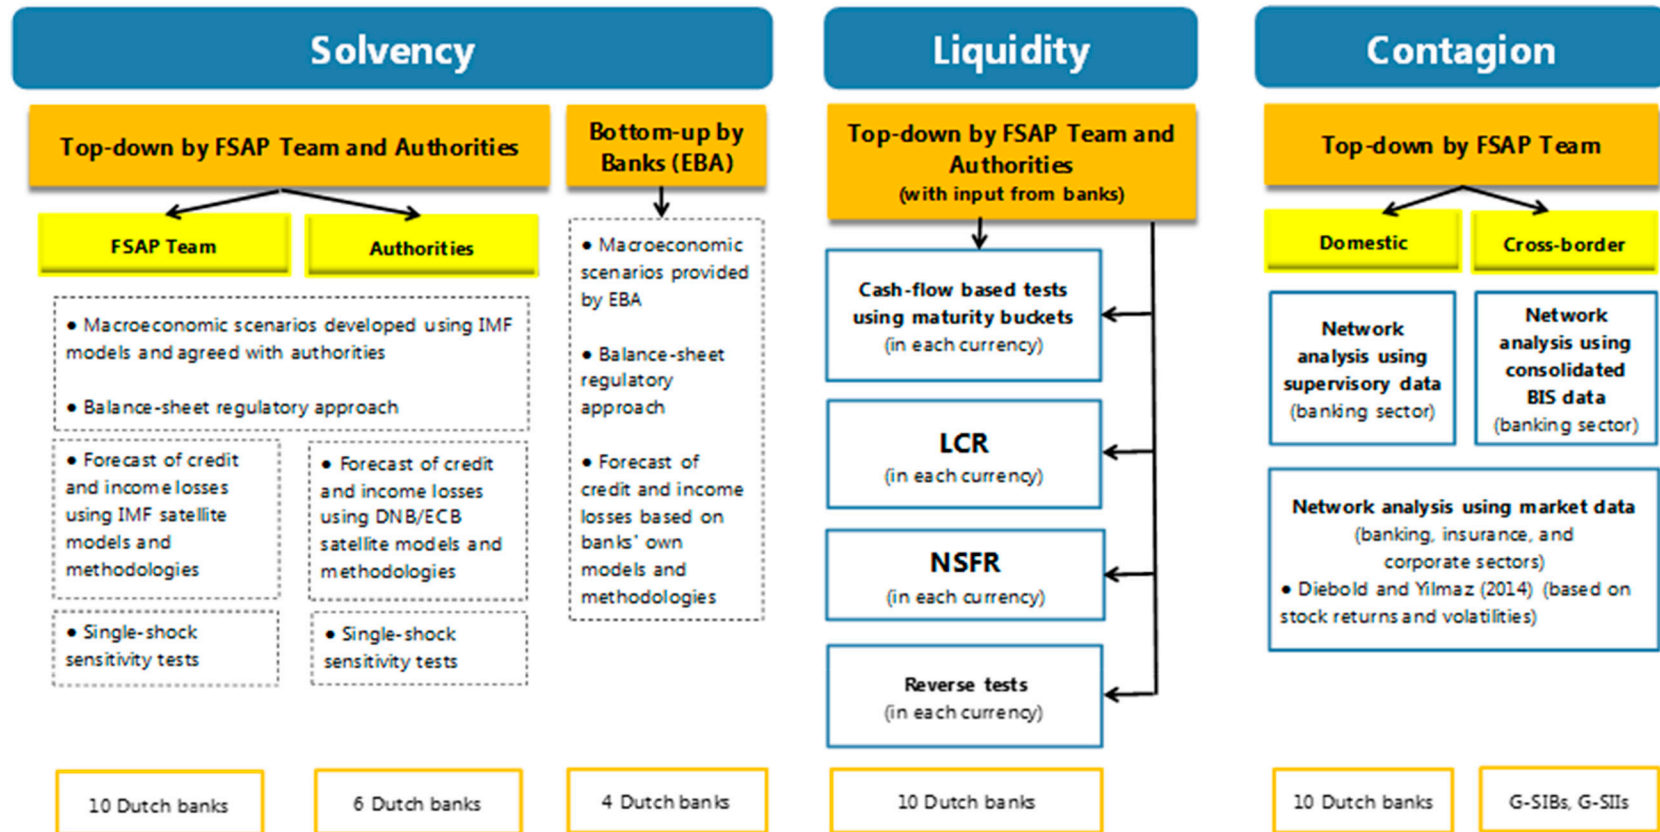 Solvency
Top-down by FSAP Team and Authorities
FSAP Team
Authorities
● Macroeconomic scenarios developed using IMF
models and agreed with authorities
● Balance-sheet regulatory approach
● Forecast of credit
and income losses
using IMF satellite
models and
methodologies
● Forecast of credit
and income losses
using DNB/ECB
satellite models and
methodologies
● Single-shock
sensitivity tests
● Single-shock
sensitivity tests
10 Dutch banks
6 Dutch banks
Bottom-up by
Banks (EBA)
● Macroeconomic
scenarios provided
by EBA
● Balance-sheet
regulatory
approach
● Forecast of
credit and income
losses based on
banks' own
models and
methodologies
4 Dutch banks
Liquidity
Top-down by FSAP Team and
Authorities
(with input from banks)
Cash-flow based tests
using maturity buckets
(in each currency)
LCR
(in each currency)
NSFR
(in each currency)
Reverse tests
(in each currency)
10 Dutch banks
Contagion
Top-down by FSAP Team
Domestic
Cross-border
Network
analysis using
supervisory data
(banking sector)
Network
analysis using
consolidated
BIS data
(banking sector)
Network analysis using market data
(banking, insurance, and
corporate sectors)
● Diebold and Yilmaz (2014) (based on
stock returns and volatilities)
10 Dutch banks
G-SIBs, G-SIIs